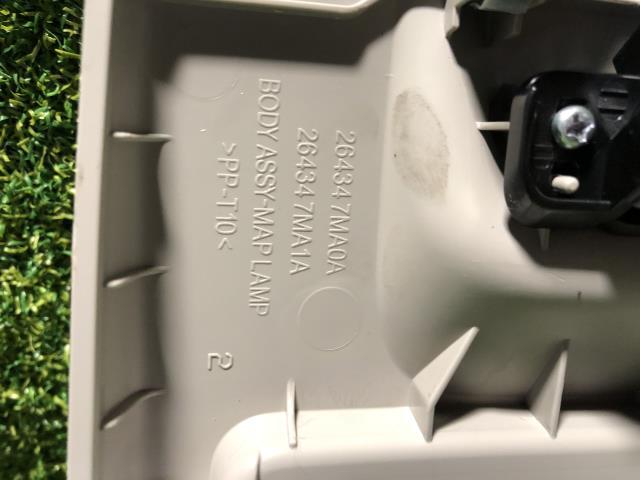 26434 7MA0A
26434 7MA1A
BODY ASSY-MAP LAMP
>PP-T10<
2